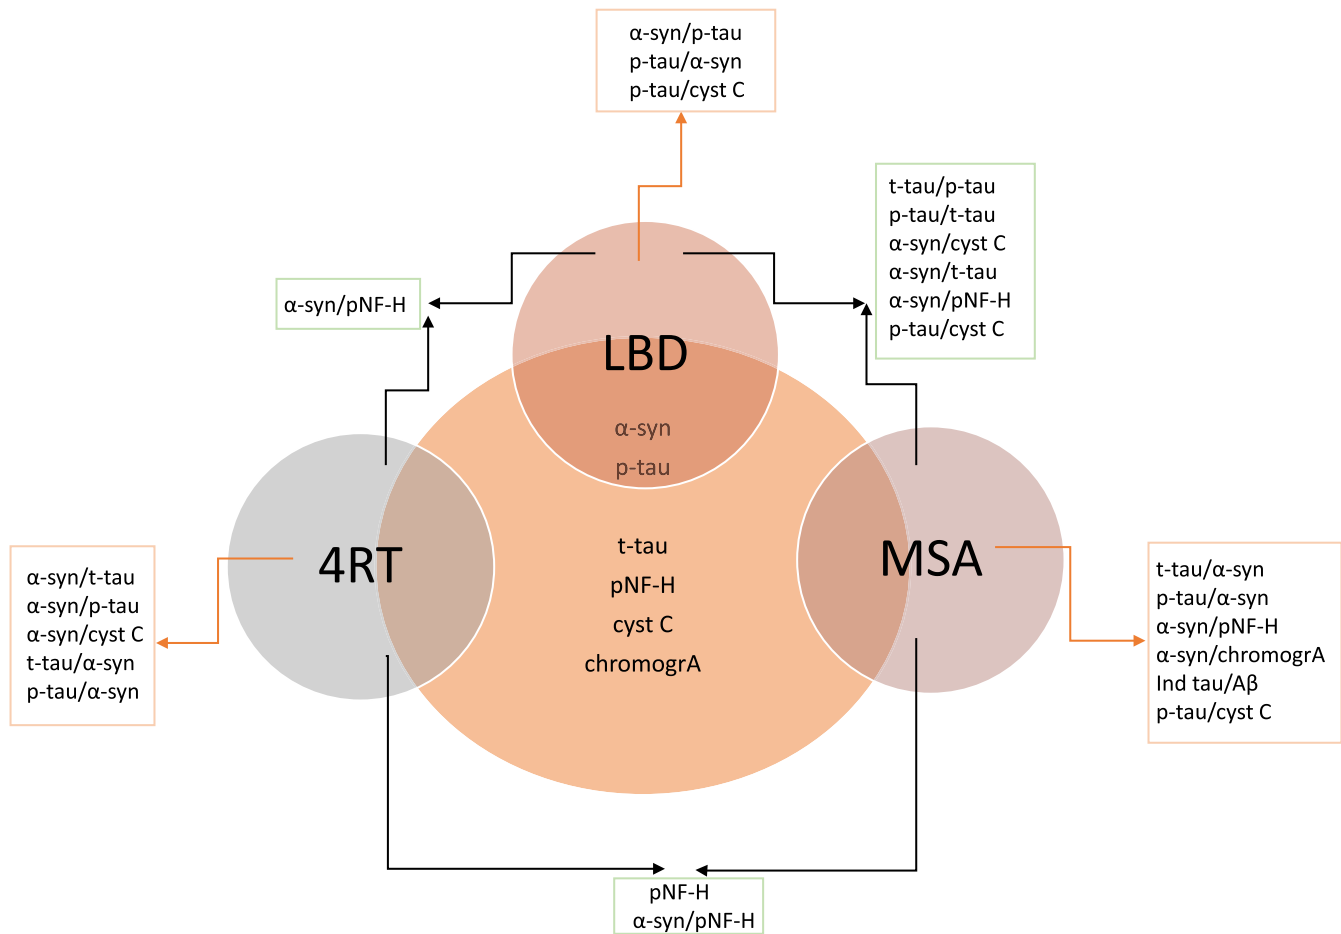 α-syn/p-tau
p-tau/α-syn
p-tau/cyst C
t-tau/p-tau
p-tau/t-tau
α-syn/cyst C
α-syn/t-tau
α-syn/pNF-H
p-tau/cyst C
α-syn/pNF-H
LBD
α-syn
p-tau
t-tau
pNF-H
cyst C
chromogrA
4RT
MSA
α-syn/t-tau
α-syn/p-tau
α-syn/cyst C
t-tau/α-syn
p-tau/α-syn
t-tau/α-syn
p-tau/α-syn
α-syn/pNF-H
α-syn/chromogrA
Ind tau/Aβ
p-tau/cyst C
pNF-H
α-syn/pNF-H